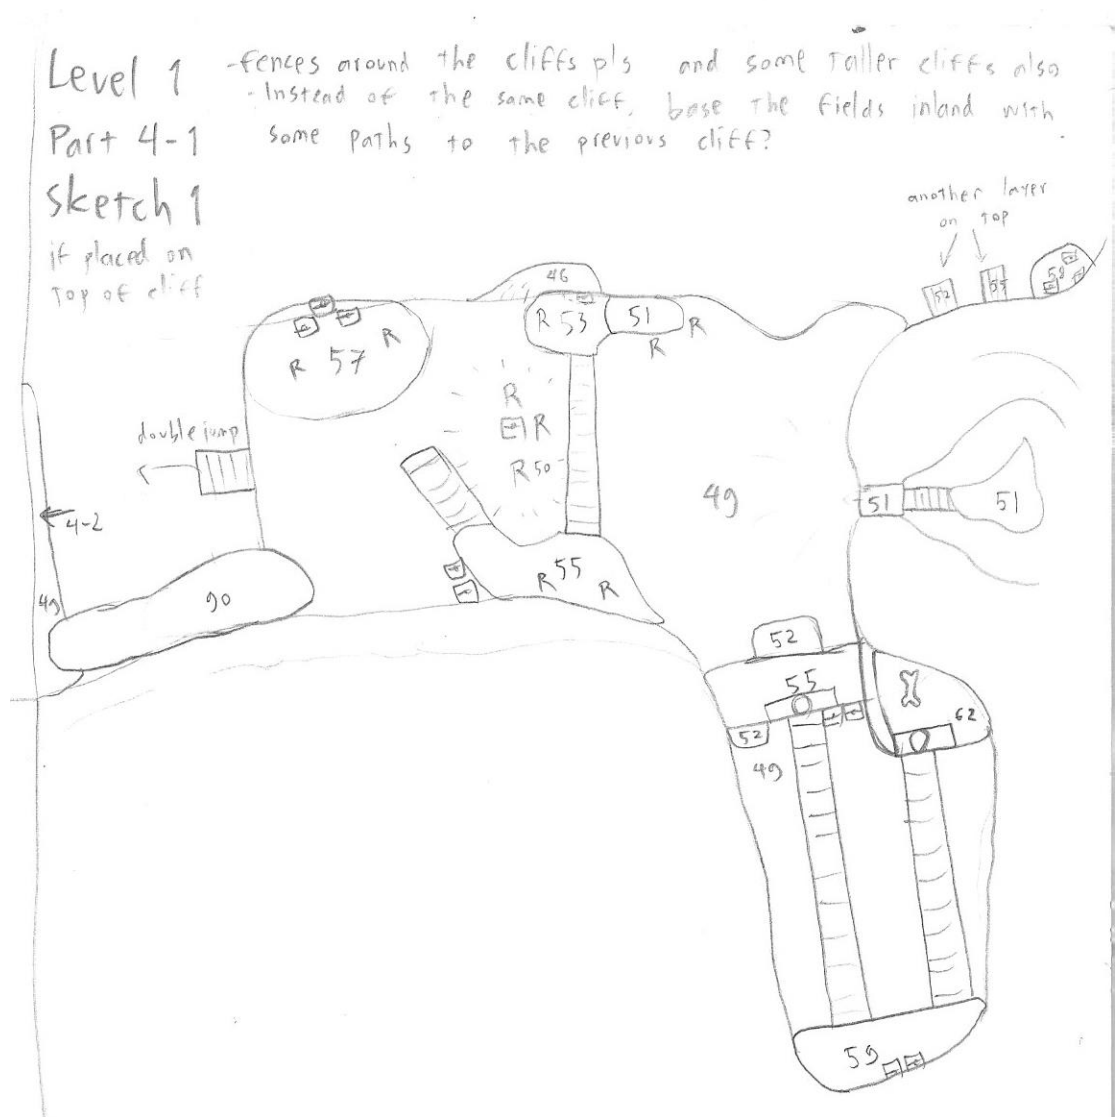 Level 1
Part 4-1
Sketch 1
if placed on
Top of cliff
-fences around the cliffs pls and some Taller cliffs also
- Instead of the same cliff, base the fields inland with
some paths to the previous cliff?
another layer
on TOP
46
52
55
59
R 53
51
R
R
R 57
R
R
R
R 50
double jump
49
51
51
4-2
49
90
R 55 R
52
55
62
52
49
59